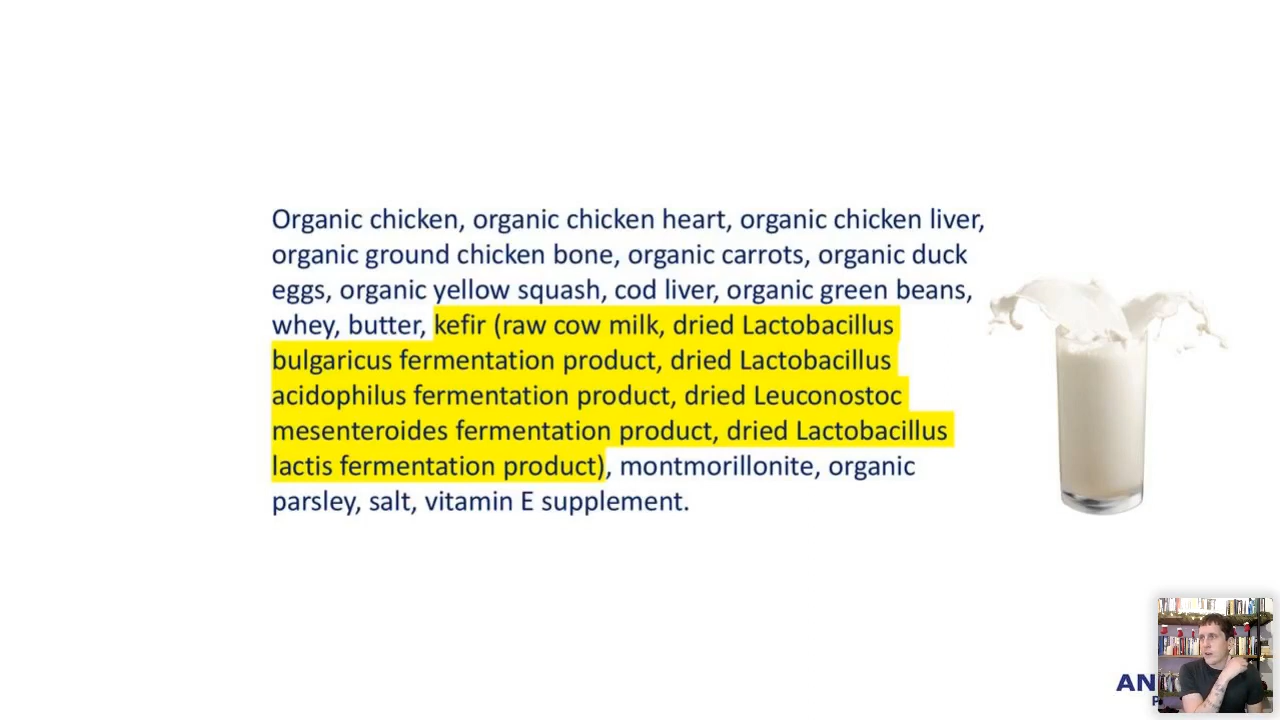 Organic chicken, organic chicken heart, organic chicken liver,
organic ground chicken bone, organic carrots, organic duck
eggs, organic yellow squash, cod liver, organic green beans,
whey, butter, kefir (raw cow milk, dried Lactobacillus
bulgaricus fermentation product, dried Lactobacillus
acidophilus fermentation product, dried Leuconostoc
mesenteroides fermentation product, dried Lactobacillus
lactis fermentation product), montmorillonite, organic
parsley, salt, vitamin E supplement.
AN